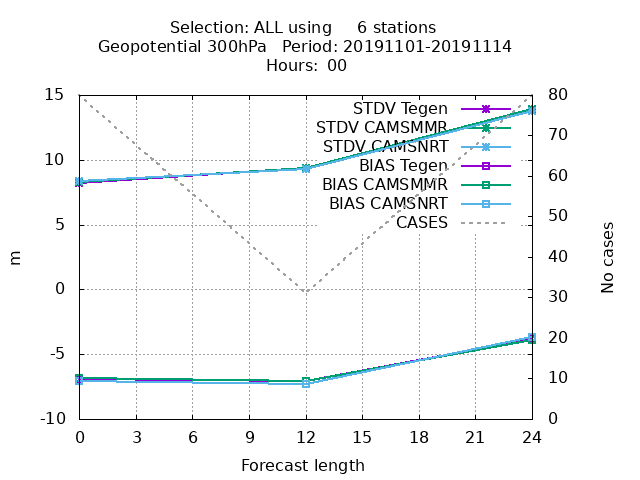 Selection: ALL using     6 stations
Geopotential 300hPa   Period: 20191101-20191114
Hours: 00
STDV Tegen
STDV CAMSMMR
STDV CAMSNRT
BIAS Tegen
BIAS CAMSMMR
BIAS CAMSNRT
CASES
15
10
5
0
-5
-10
m
80
70
60
50
40
30
20
10
0
No cases
0 3 6 9 12 15 18 21 24
Forecast length